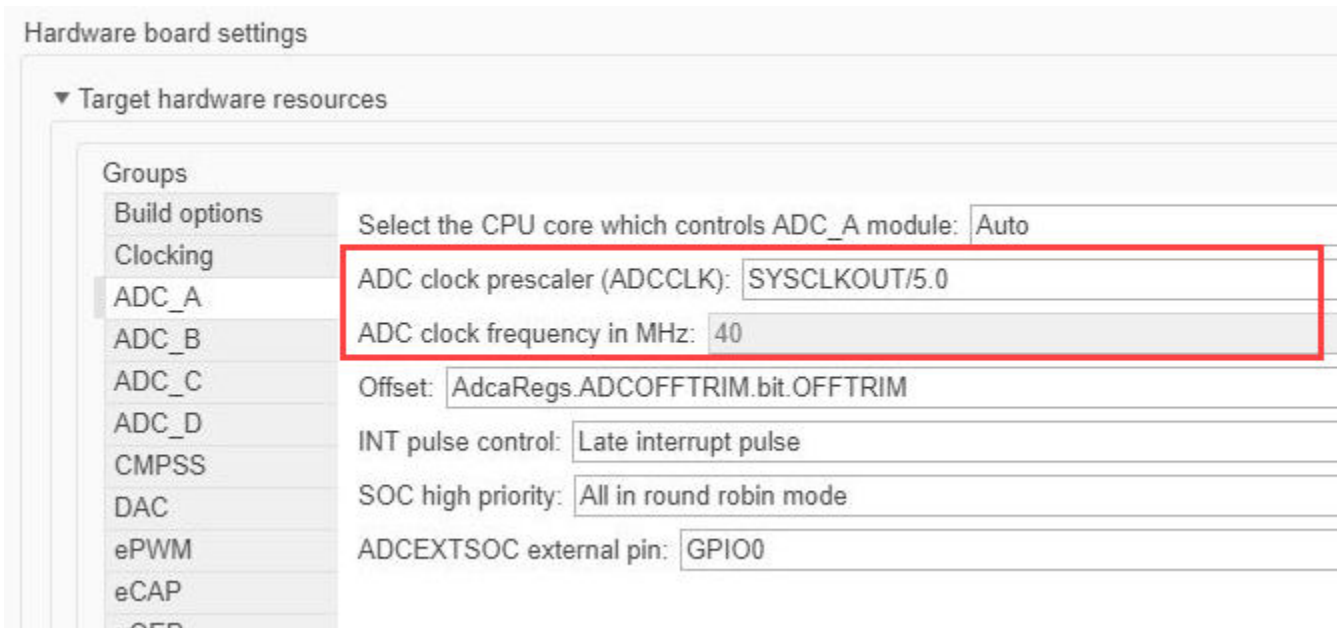 Hardware board settings
▼ Target hardware resources
Groups
Build options
Clocking
ADC_A
ADC_B
ADC_C
ADC_D
CMPSS
DAC
ePWM
eCAP
Select the CPU core which controls ADC_A module: Auto
ADC clock prescaler (ADCCLK): SYSCLKOUT/5.0
ADC clock frequency in MHz: 40
Offset: AdcaRegs.ADCOFFTRIM.bit.OFFTRIM
INT pulse control: Late interrupt pulse
SOC high priority: All in round robin mode
ADCEXTSOC external pin: GPIO0